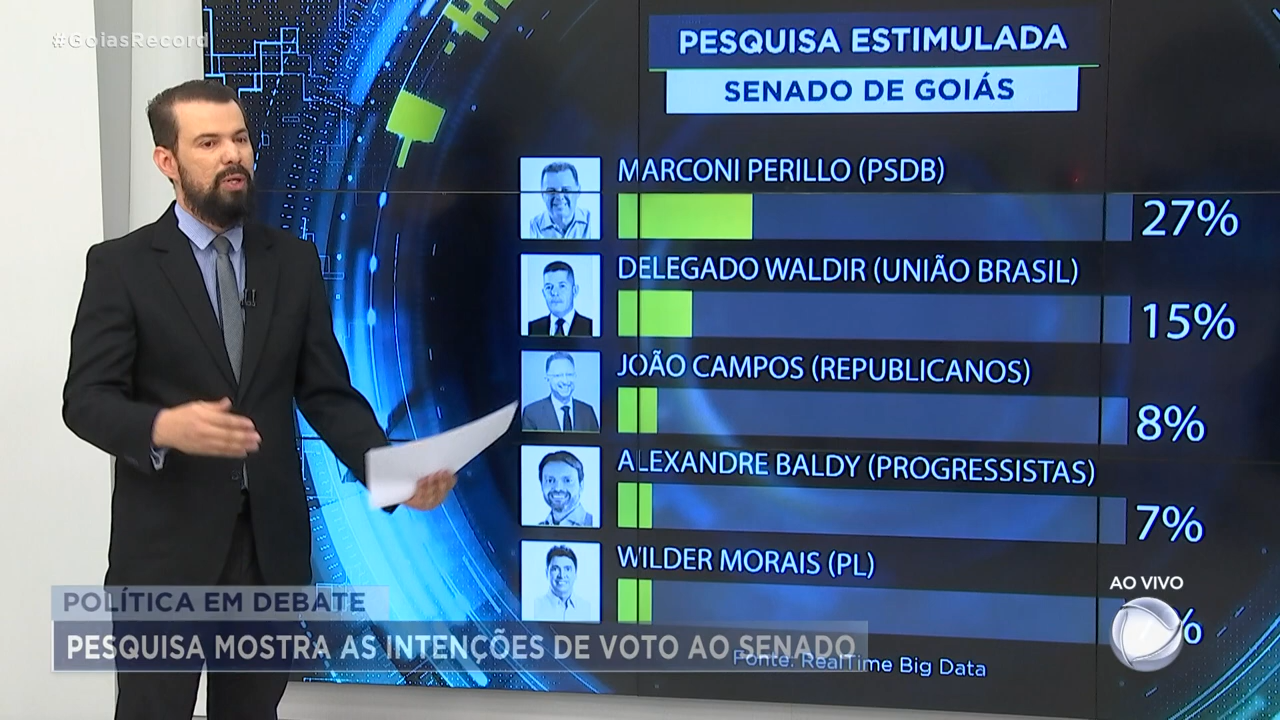 #GoiasRecord
PESQUISA ESTIMULADA
SENADO DE GOIÁS
MARCONI PERILLO (PSDB)
27%
DELEGADO WALDIR (UNIÃO BRASIL)
15%
JOÃO CAMPOS (REPUBLICANOS)
8%
ALEXANDRE BALDY (PROGRESSISTAS)
7%
WILDER MORAIS (PL)
%
AO VIVO
POLÍTICA EM DEBATE
PESQUISA MOSTRA AS INTENÇÕES DE VOTO AO SENADO
Fonte: RealTime Big Data